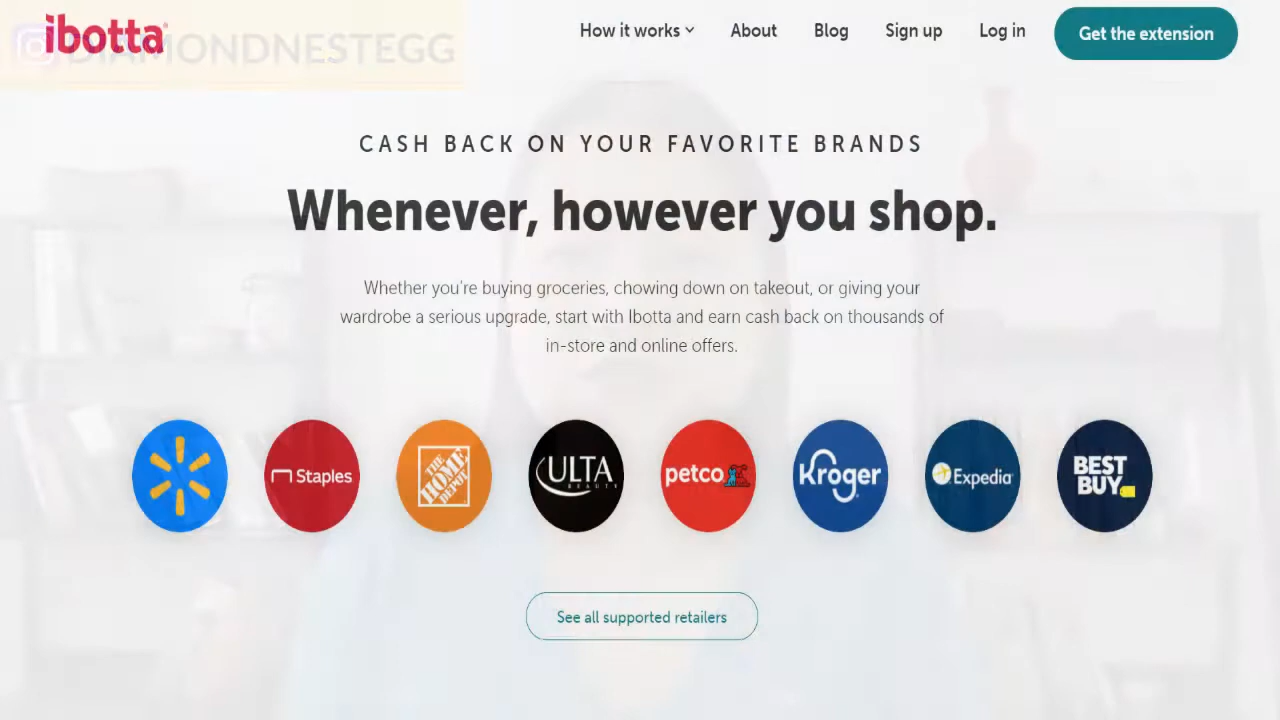 ibotta
DIAMONDNESTEGG
How it works
About
Blog
Sign up
Log in
Get the extension
CASH BACK ON YOUR FAVORITE BRANDS
Whenever, however you shop.
Whether you're buying groceries, chowing down on takeout, or giving your
wardrobe a serious upgrade, start with Ibotta and earn cash back on thousands of
in-store and online offers.
Staples
THE HOME DEPOT
ULTA BEAUTY
petco
Kroger
Expedia
BEST BUY
See all supported retailers